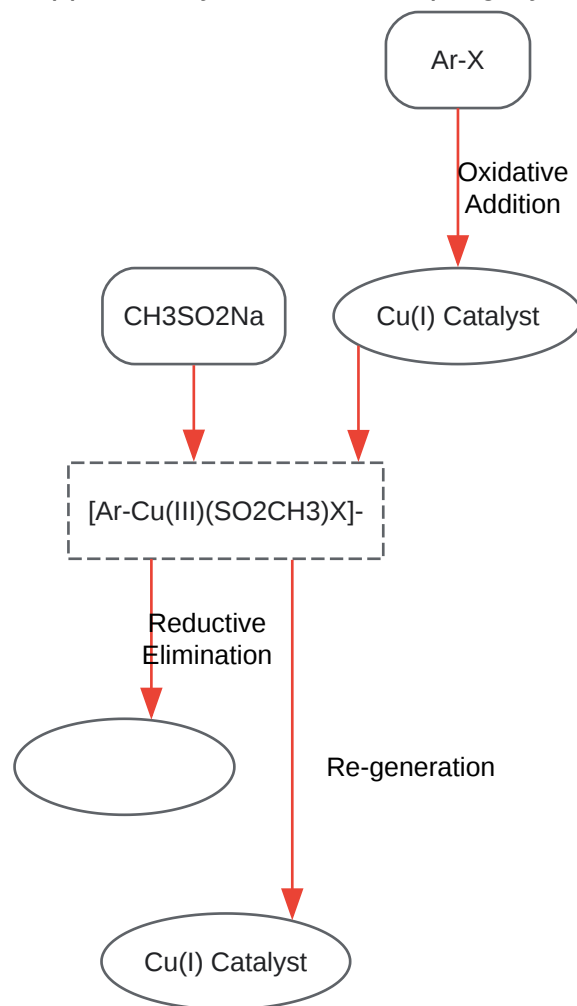 Ar-X
Oxidative
Addition
CH3SO2Na
Cu(I) Catalyst
[Ar-Cu(III)(SO2CH3)X]-
Reductive
Elimination
Re-generation
Cu(I) Catalyst